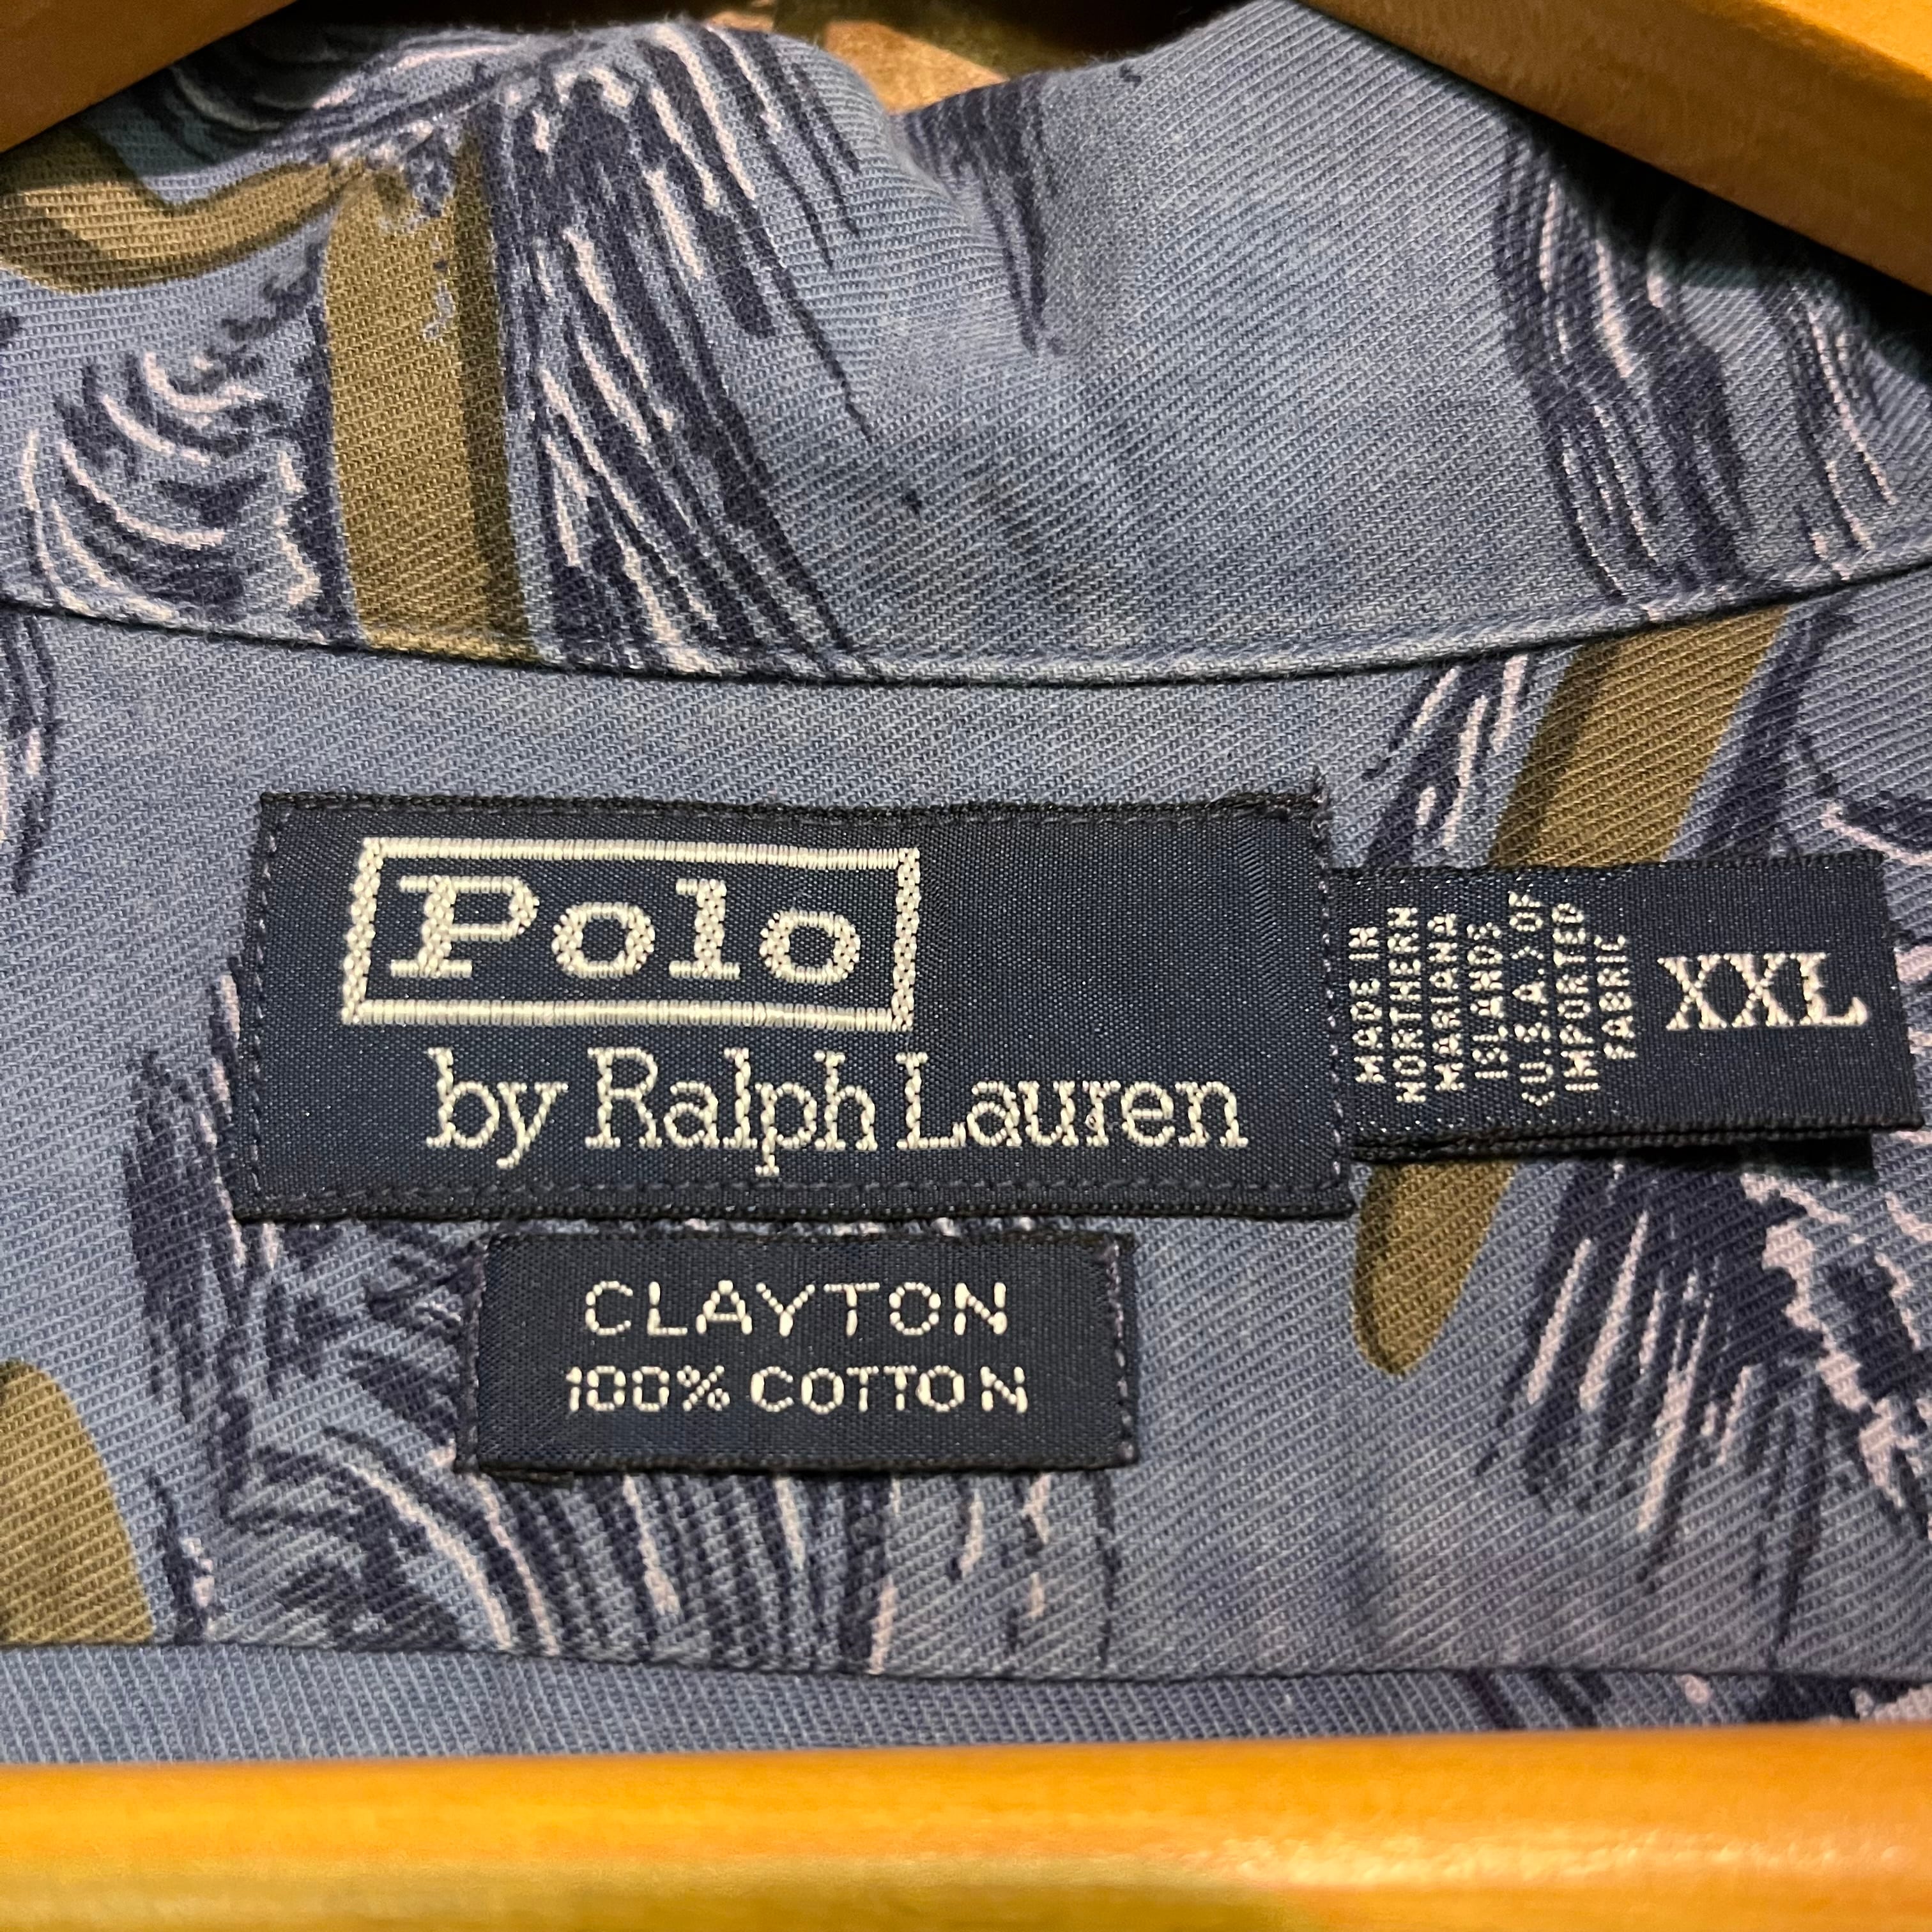 Polo
by Ralph Lauren
MADE IN
NORTHERN
MARIANA
ISLANDS
(U.S.A.) OF
IMPORTED
FABRIC
XXL
CLAYTON
100% COTTON